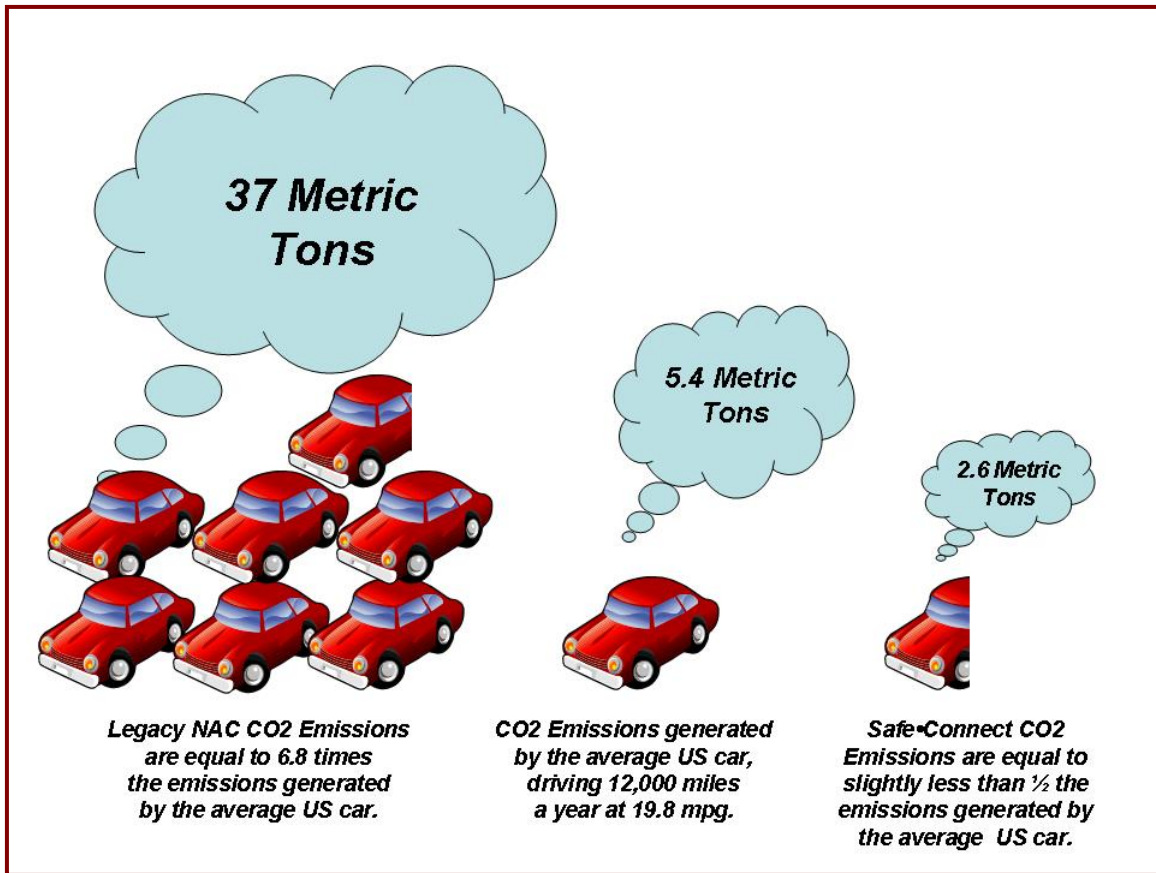 37 Metric
Tons
5.4 Metric
Tons
2.6 Metric
Tons
Legacy NAC CO2 Emissions
are equal to 6.8 times
the emissions generated
by the average US car.
CO2 Emissions generated
by the average US car,
driving 12,000 miles
a year at 19.8 mpg.
Safe•Connect CO2
Emissions are equal to
slightly less than ½ the
emissions generated by
the average US car.